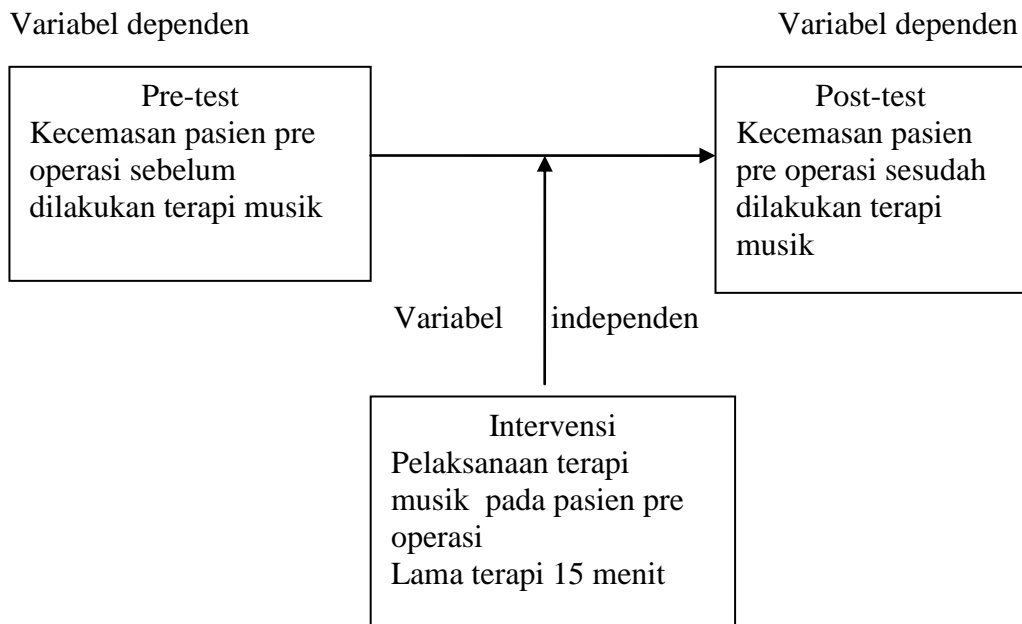 Variabel dependen
Variabel dependen
Pre-test
Kecemasan pasien pre
operasi sebelum
dilakukan terapi musik
Post-test
Kecemasan pasien
pre operasi sesudah
dilakukan terapi
musik
Variabel independen
Intervensi
Pelaksanaan terapi
musik pada pasien pre
operasi
Lama terapi 15 menit